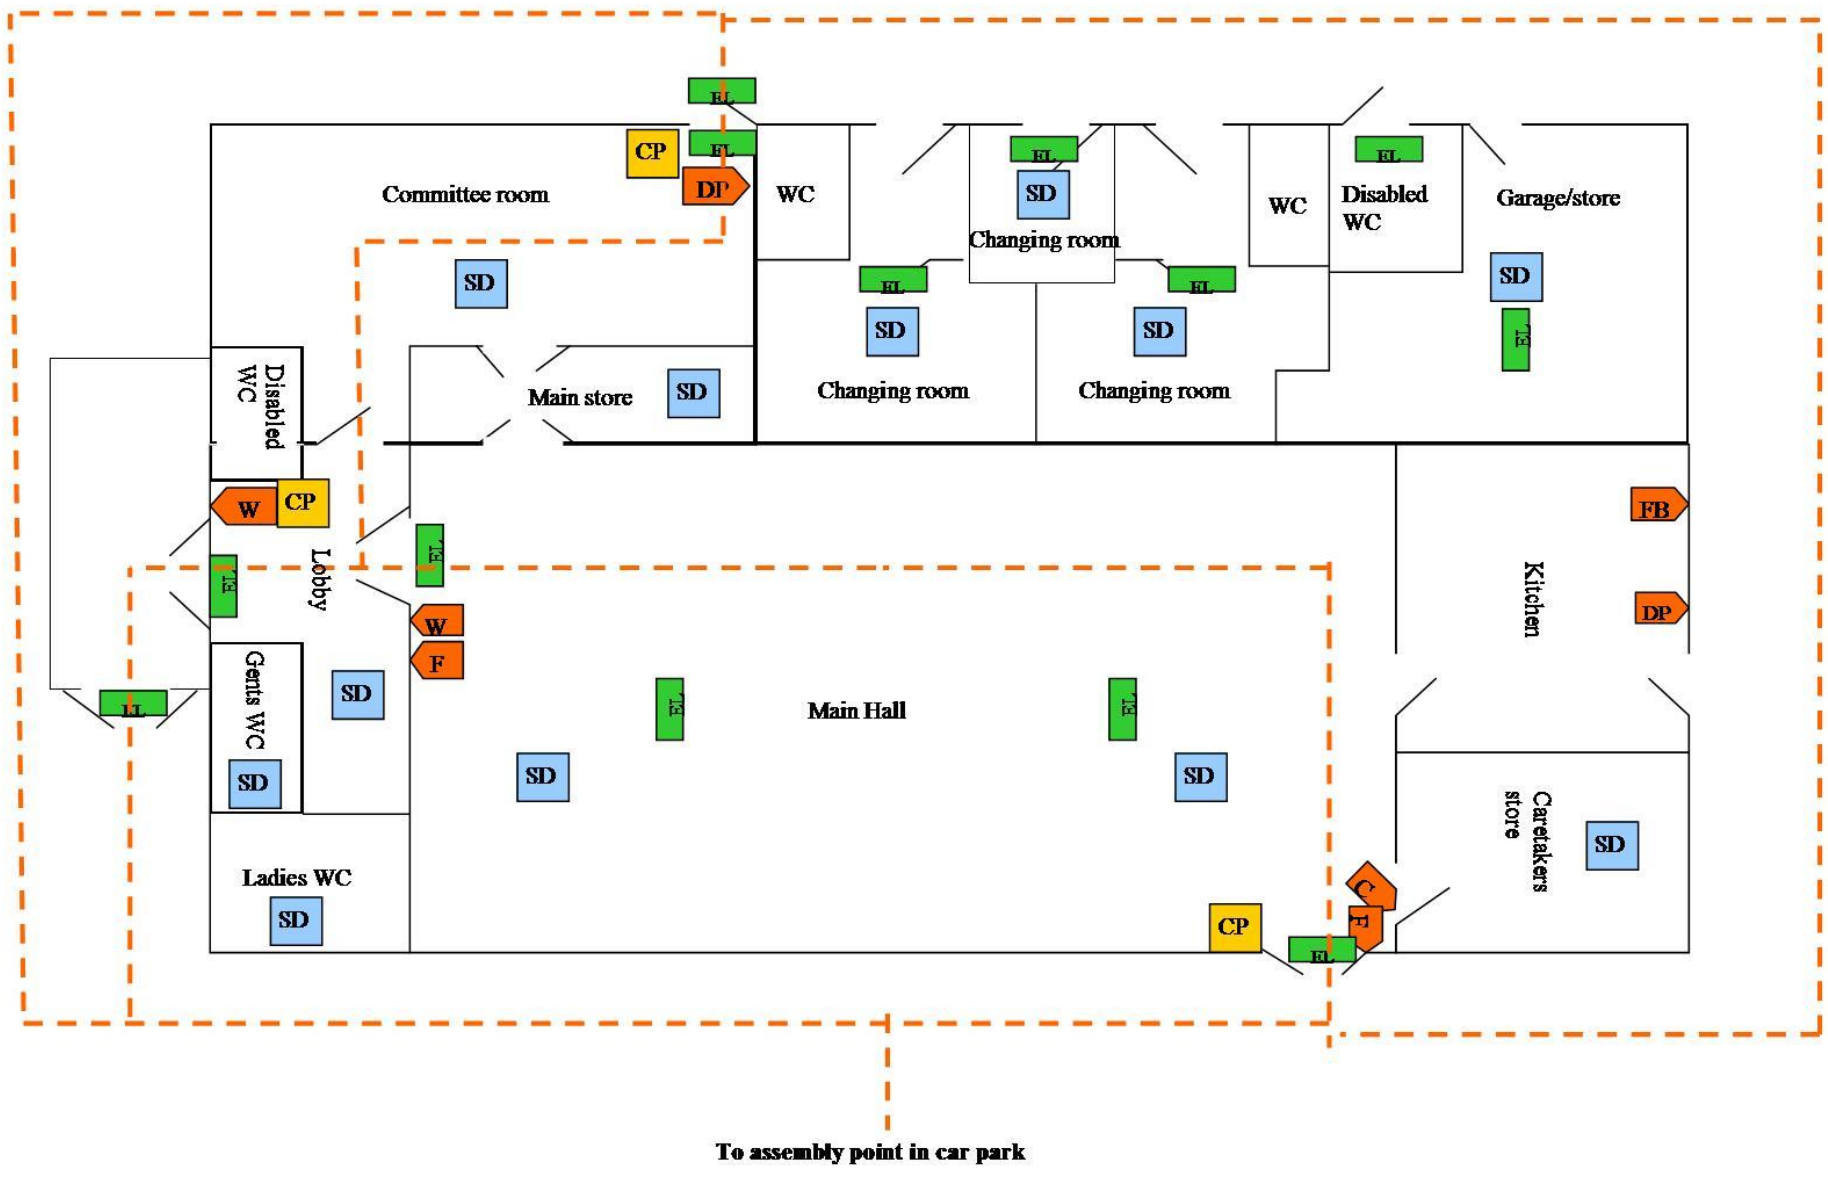 EL
CP
EL
DP
Committee room
WC
EL
SD
Changing room
WC
EL
Disabled
WC
Garage/store
SD
EL
SD
EL
SD
Changing room
EL
SD
Changing room
Main store
SD
Disabled
WC
W
CP
EL
Lobby
EL
W
F
EL
Gents WC
SD
SD
Ladies WC
SD
EL
SD
Main Hall
EL
SD
CP
EL
C
FB
Kitchen
DP
Caretakers
store
SD
To assembly point in car park